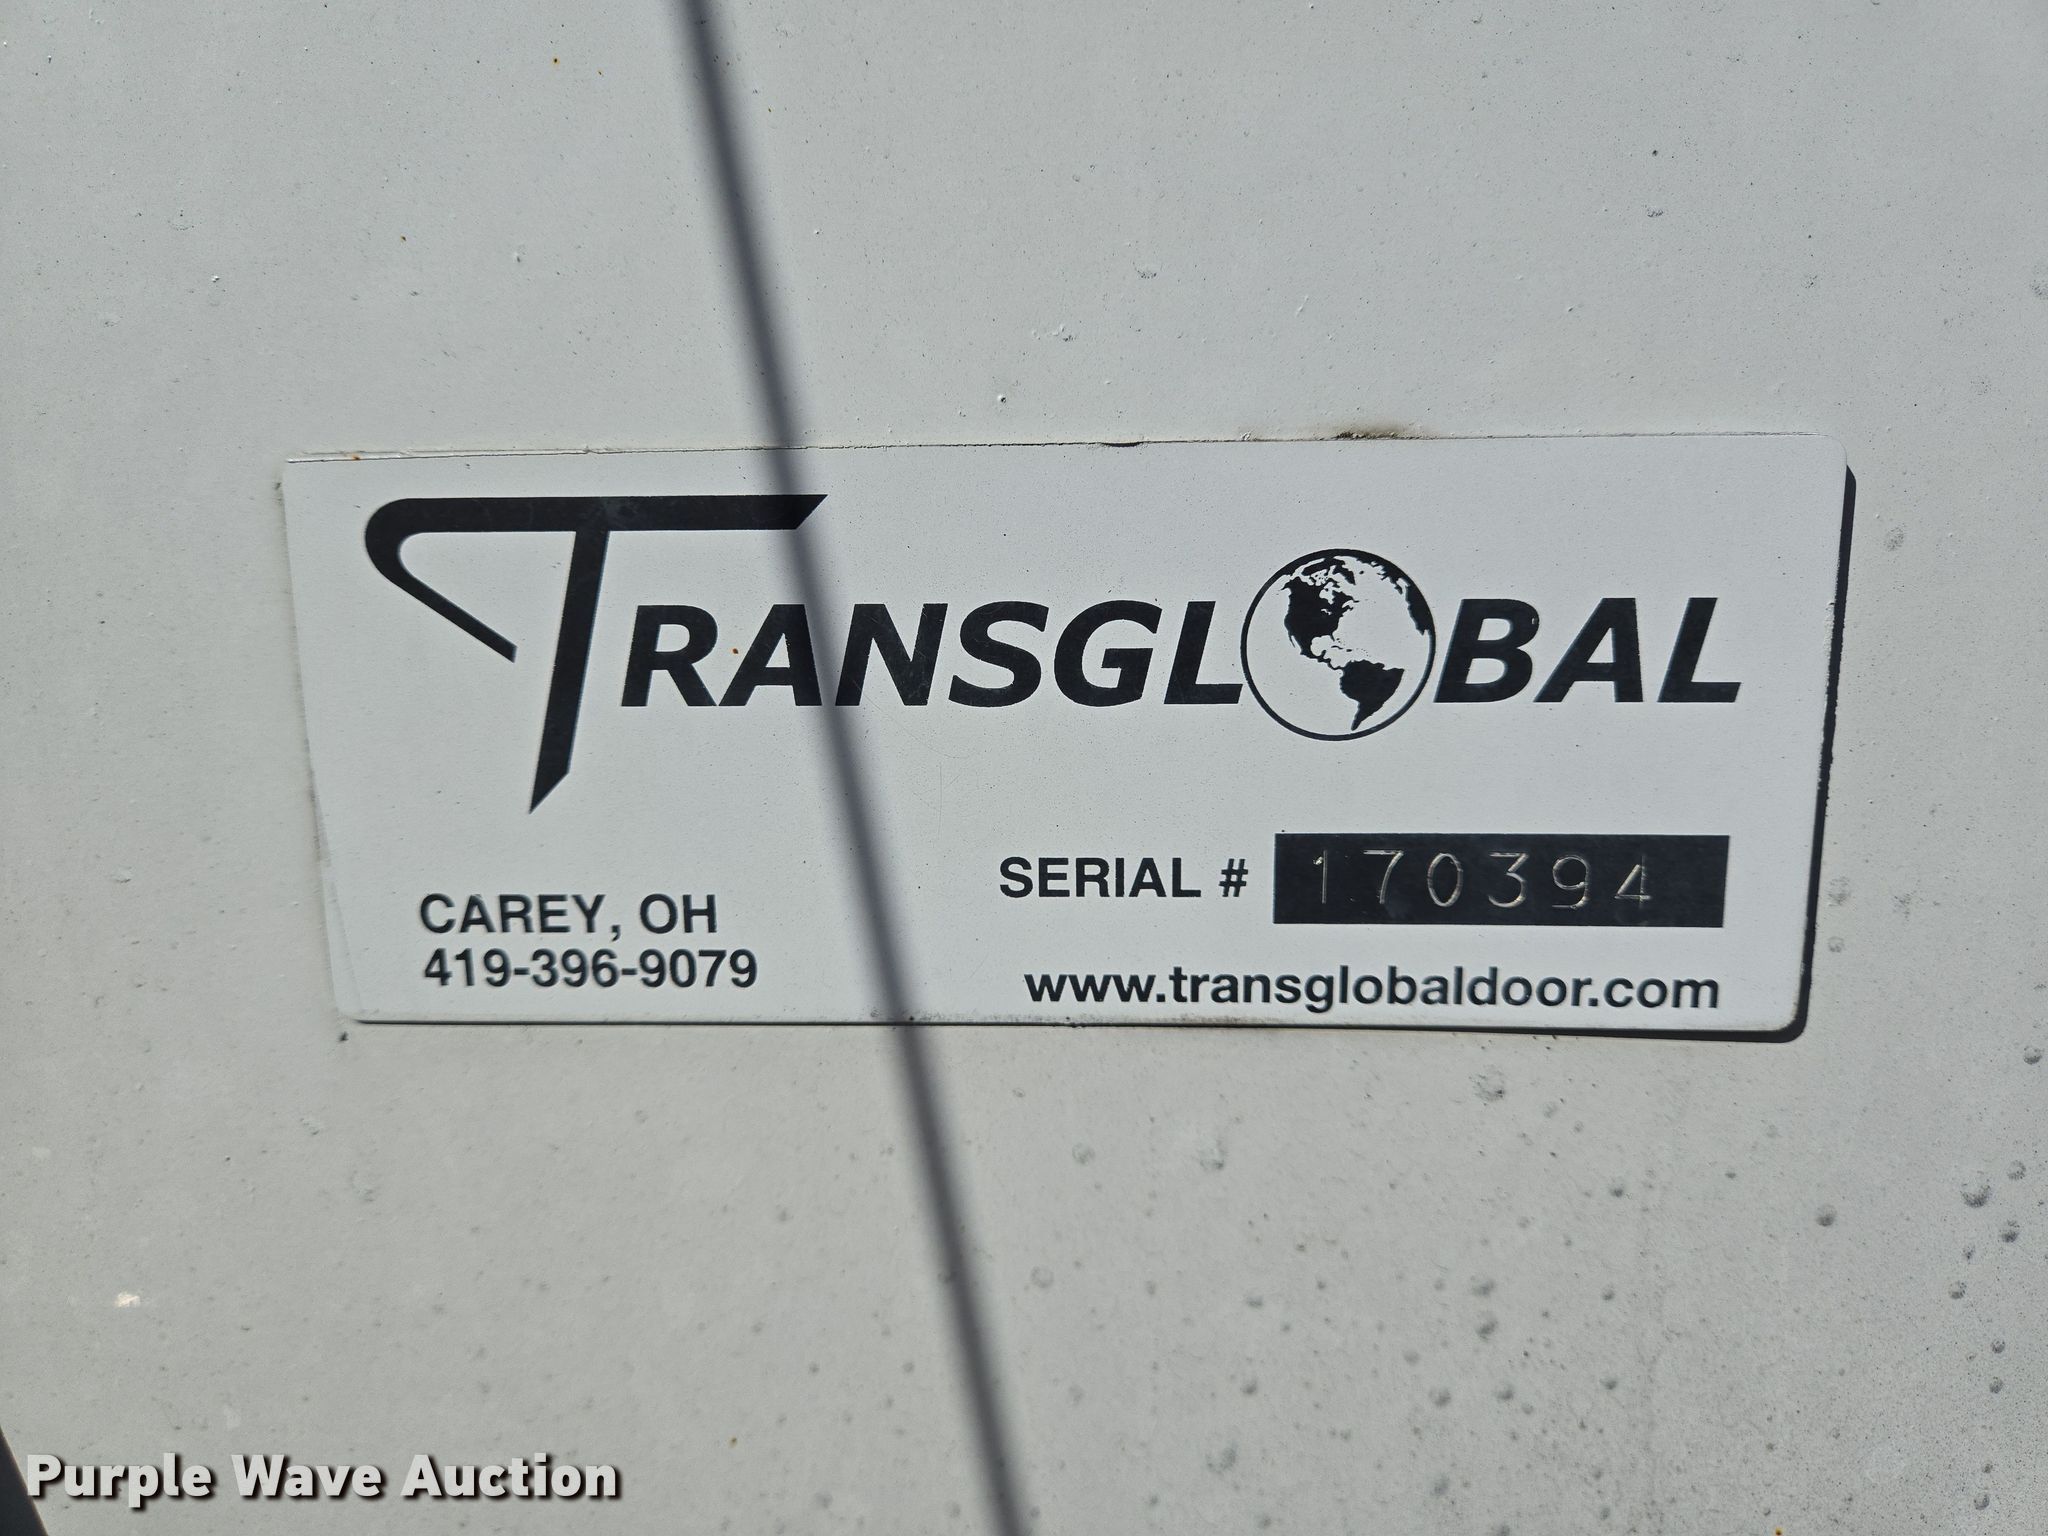 TRANSGLOBAL
SERIAL # 170394
CAREY, OH
419-396-9079
www.transglobaldoor.com
Purple Wave Auction